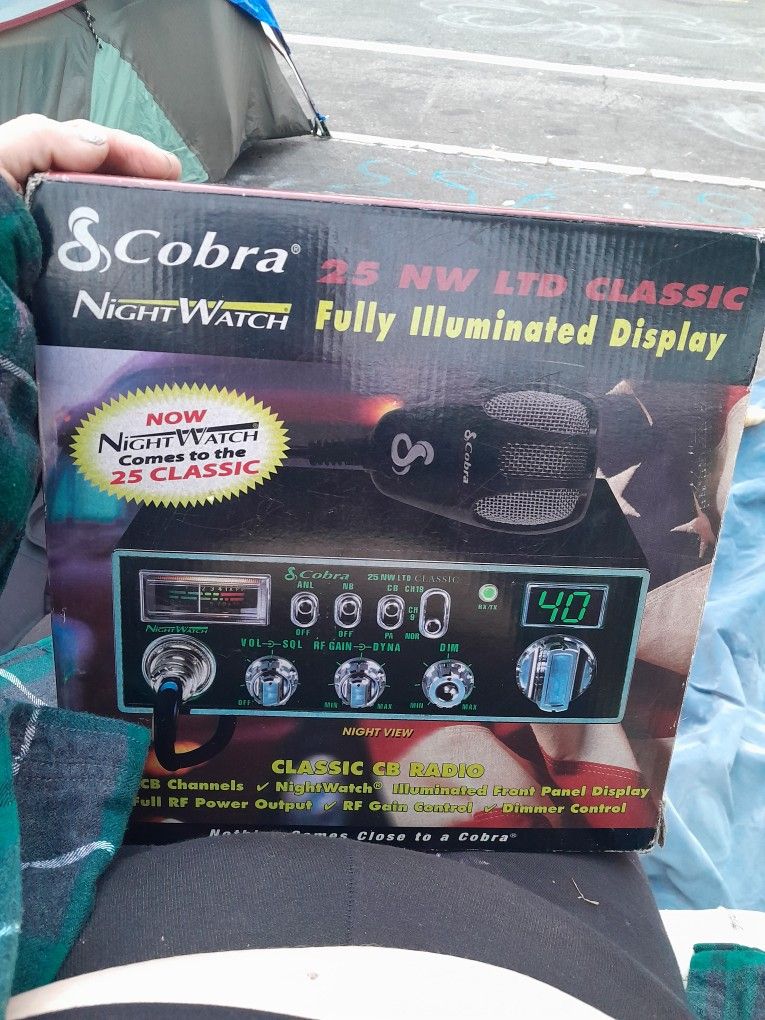 Cobra®
25 NW LTD CLASSIC
NIGHTWATCH®
Fully Illuminated Display
NOW
NIGHTWATCH®
Comes to the
25 CLASSIC
Cobra
Cobra 25 NW LTD CLASSIC
ANL NB CB CH19
CH 9
RX/TX
40
OFF OFF PA NOR
NIGHTWATCH
VOL SQL RF GAIN DYNA DIM
OFF MIN MAX MIN MAX
NIGHT VIEW
CLASSIC CB RADIO
CB Channels ✓ NightWatch® Illuminated Front Panel Display
Full RF Power Output ✓ RF Gain Control ✓ Dimmer Control
Comes Close to a Cobra®